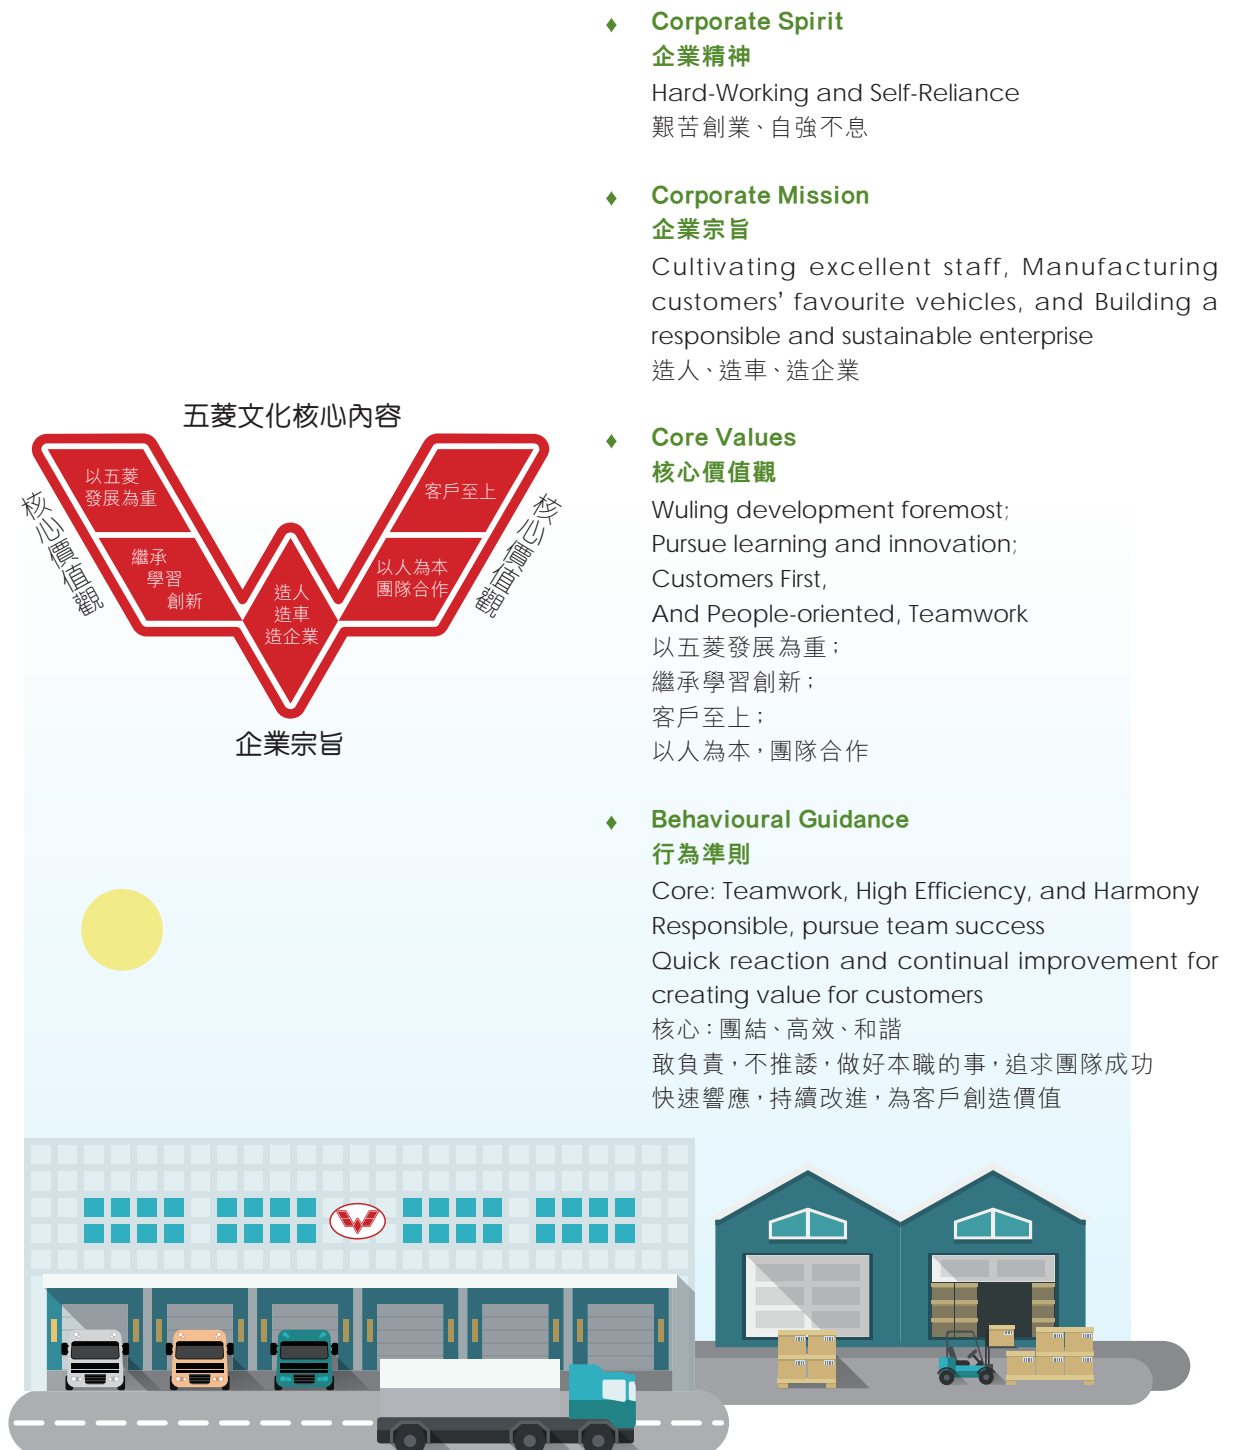 Corporate Spirit
企業精神
Hard-Working and Self-Reliance
艱苦創業、自強不息
Corporate Mission
企業宗旨
Cultivating excellent staff, Manufacturing
customers’ favourite vehicles, and Building a
responsible and sustainable enterprise
造人、造車、造企業
五菱文化核心內容
以五菱
發展為重
繼承
學習
創新
造人
造車
造企業
以人為本
團隊合作
客戶至上
核心價值觀
核心價值觀
企業宗旨
Core Values
核心價值觀
Wuling development foremost;
Pursue learning and innovation;
Customers First,
And People-oriented, Teamwork
以五菱發展為重；
繼承學習創新；
客戶至上；
以人為本，團隊合作
Behavioural Guidance
行為準則
Core: Teamwork, High Efficiency, and Harmony
Responsible, pursue team success
Quick reaction and continual improvement for
creating value for customers
核心：團結、高效、和諧
敢負責，不推諉，做好本職的事，追求團隊成功
快速響應，持續改進，為客戶創造價值